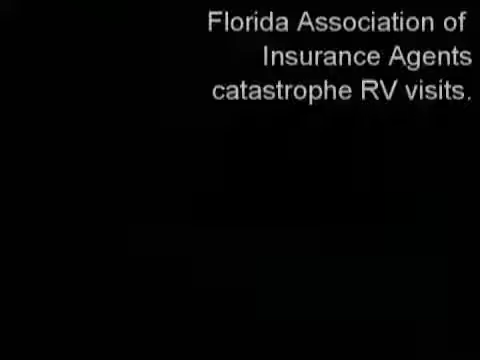 Florida Association of
Insurance Agents
catastrophe RV visits.